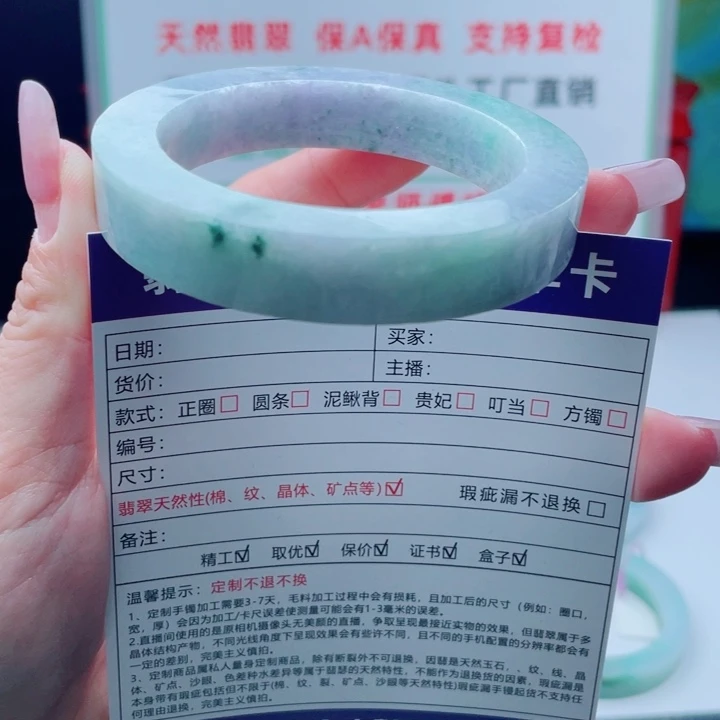 天然翡翠 保A保真 支持复检
工厂直销
卡
日期：
买家：
货价：
主播：
款式：正圈□ 圆条□ 泥鳅背□ 贵妃□ 叮当□ 方镯□
编号：
尺寸：
翡翠天然性(棉、纹、晶体、矿点等)☑ 瑕疵漏不退换□
备注：
精工☑ 取优☑ 保价☑ 证书☑ 盒子☑
温馨提示：定制不退不换
1、定制手镯加工需要3-7天，毛料加工过程中会有损耗，且加工后的尺寸（例如：圈口，
宽，厚）会因为加工/卡尺误差使测量可能会有1-3毫米的误差。
2.直播间使用的是原相机摄像头无美颜的直播，争取呈现最接近实物的效果，但翡翠属于多
晶体结构产物，不同光线角度下呈现效果会有些许不同，且不同的手机配置的分辨率都会有
一定的差别，完美主义慎拍。
3、定制商品属私人量身定制商品，除有断裂外不可退换，因翡是天然玉石，、纹、线、晶
体、矿点、沙眼、色差种水差异等属于翡翠的天然特性，不能作为退换货的因素，瑕疵漏是
本身带有瑕疵包括但不限于(棉、纹、裂、矿点、沙眼等天然特性)瑕疵漏手镯起货不支持任
何理由退换，完美主义慎拍。